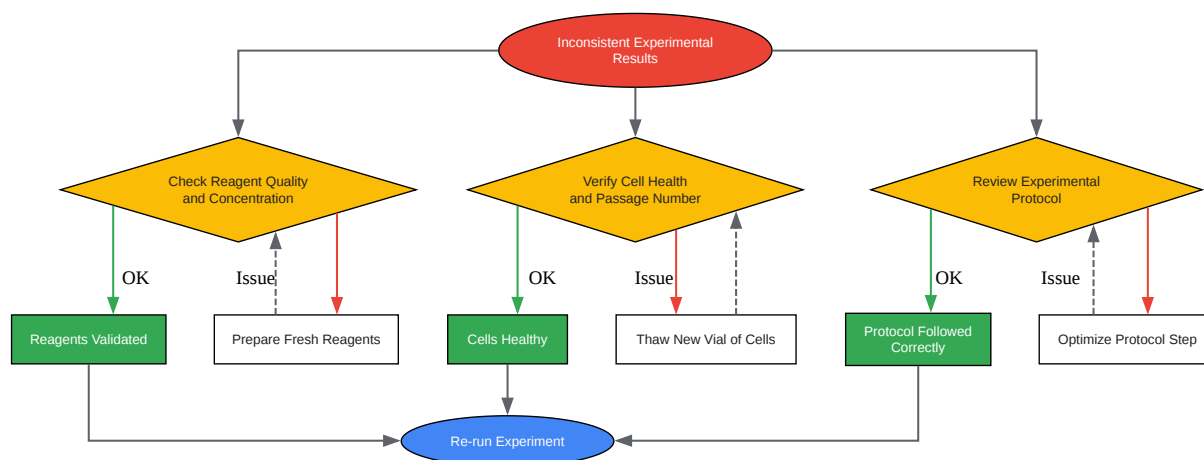 Inconsistent Experimental
Results
Check Reagent Quality
and Concentration
Verify Cell Health
and Passage Number
Review Experimental
Protocol
OK
Issue
OK
Issue
OK
Issue
Reagents Validated
Prepare Fresh Reagents
Cells Healthy
Thaw New Vial of Cells
Protocol Followed
Correctly
Optimize Protocol Step
Re-run Experiment